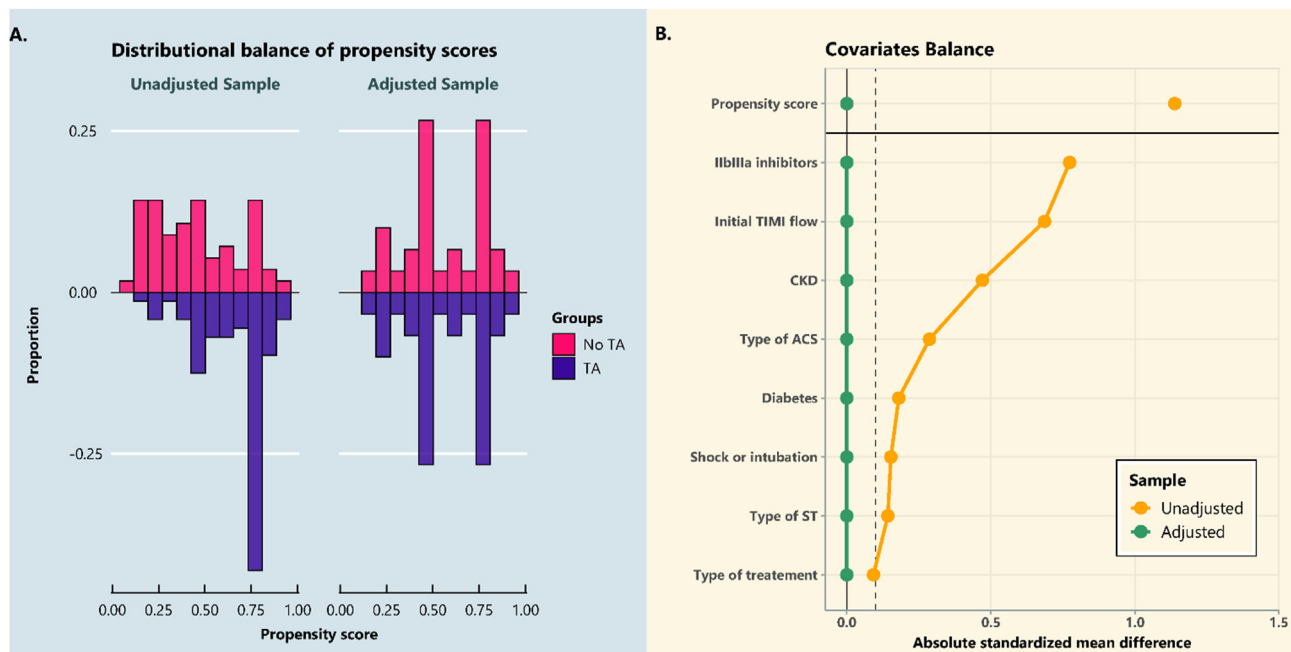 A.
Distributional balance of propensity scores
Unadjusted Sample
Adjusted Sample
0.25
0.00
-0.25
Proportion
0.00 0.25 0.50 0.75 1.00
0.00 0.25 0.50 0.75 1.00
Propensity score
Groups
No TA
TA
B.
Covariates Balance
Propensity score
IIbIIIa inhibitors
Initial TIMI flow
CKD
Type of ACS
Diabetes
Shock or intubation
Type of ST
Type of treatement
Sample
Unadjusted
Adjusted
0.0 0.5 1.0 1.5
Absolute standardized mean difference